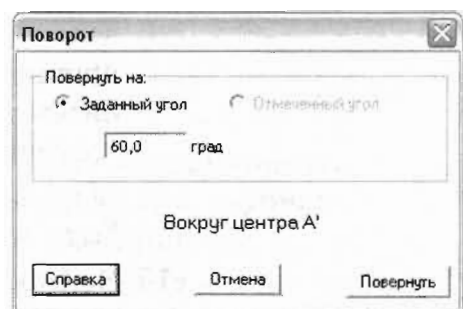 Поворот
Повернуть на:
Заданный угол Отмеченный угол
60,0 град
Вокруг центра A'
Справка Отмена Повернуть